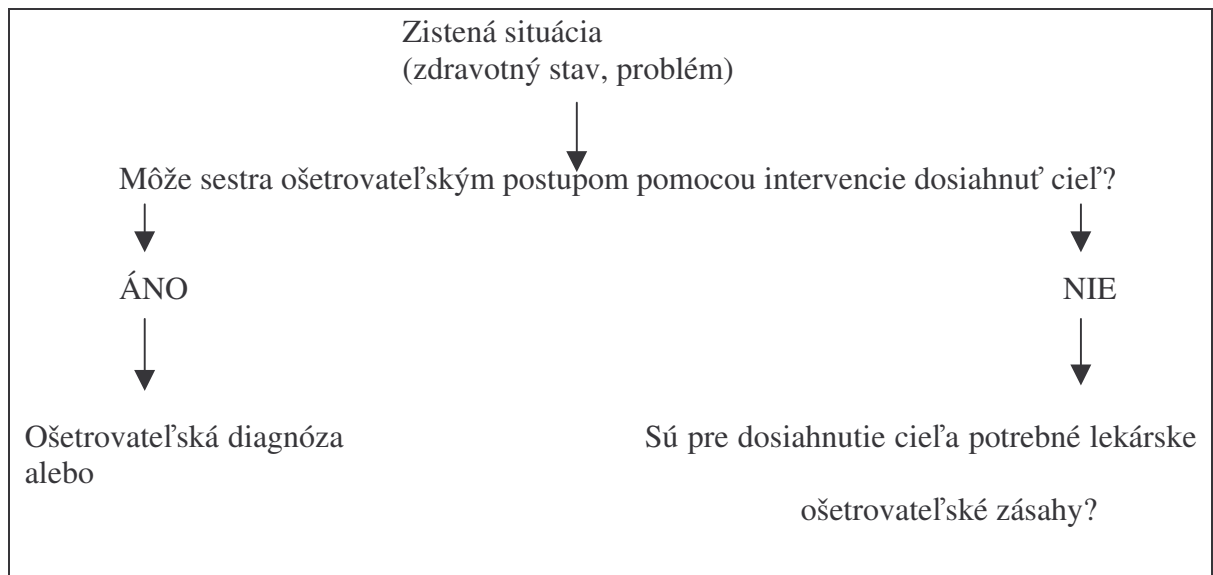 Zistená situácia
(zdravotný stav, problém)
Môže sestra ošetrovateľským postupom pomocou intervencie dosiahnuť cieľ?
ÁNO
NIE
Ošetrovateľská diagnóza
alebo
Sú pre dosiahnutie cieľa potrebné lekárske
ošetrovateľské zásahy?